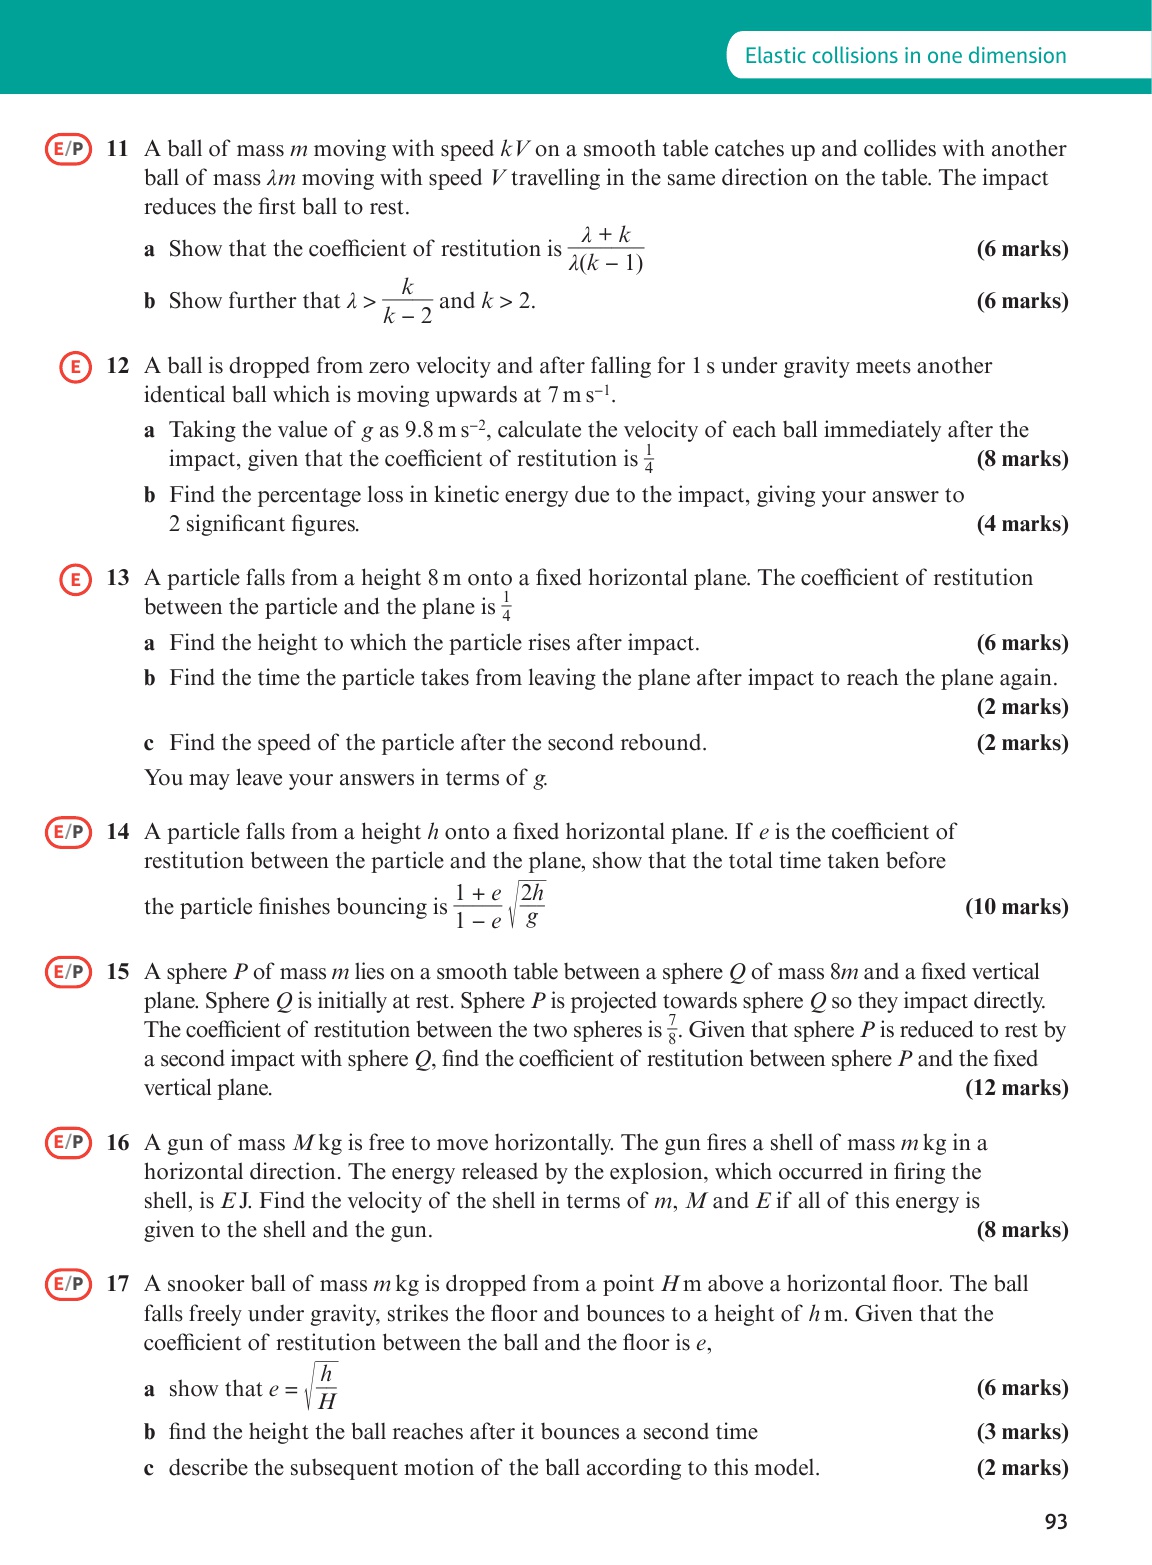 Elastic collisions in one dimension
E/P 11 A ball of mass m moving with speed kV on a smooth table catches up and collides with another
ball of mass λm moving with speed V travelling in the same direction on the table. The impact
reduces the first ball to rest.
a Show that the coefficient of restitution is (λ + k)/(λ(k − 1)) (6 marks)
b Show further that λ > k/(k − 2) and k > 2. (6 marks)
E 12 A ball is dropped from zero velocity and after falling for 1 s under gravity meets another
identical ball which is moving upwards at 7 m s⁻¹.
a Taking the value of g as 9.8 m s⁻², calculate the velocity of each ball immediately after the
impact, given that the coefficient of restitution is 1/4 (8 marks)
b Find the percentage loss in kinetic energy due to the impact, giving your answer to
2 significant figures. (4 marks)
E 13 A particle falls from a height 8 m onto a fixed horizontal plane. The coefficient of restitution
between the particle and the plane is 1/4
a Find the height to which the particle rises after impact. (6 marks)
b Find the time the particle takes from leaving the plane after impact to reach the plane again.
(2 marks)
c Find the speed of the particle after the second rebound. (2 marks)
You may leave your answers in terms of g.
E/P 14 A particle falls from a height h onto a fixed horizontal plane. If e is the coefficient of
restitution between the particle and the plane, show that the total time taken before
the particle finishes bouncing is (1 + e)/(1 − e) √(2h/g) (10 marks)
E/P 15 A sphere P of mass m lies on a smooth table between a sphere Q of mass 8m and a fixed vertical
plane. Sphere Q is initially at rest. Sphere P is projected towards sphere Q so they impact directly.
The coefficient of restitution between the two spheres is 7/8. Given that sphere P is reduced to rest by
a second impact with sphere Q, find the coefficient of restitution between sphere P and the fixed
vertical plane. (12 marks)
E/P 16 A gun of mass M kg is free to move horizontally. The gun fires a shell of mass m kg in a
horizontal direction. The energy released by the explosion, which occurred in firing the
shell, is E J. Find the velocity of the shell in terms of m, M and E if all of this energy is
given to the shell and the gun. (8 marks)
E/P 17 A snooker ball of mass m kg is dropped from a point H m above a horizontal floor. The ball
falls freely under gravity, strikes the floor and bounces to a height of h m. Given that the
coefficient of restitution between the ball and the floor is e,
a show that e = √(h/H) (6 marks)
b find the height the ball reaches after it bounces a second time (3 marks)
c describe the subsequent motion of the ball according to this model. (2 marks)
93